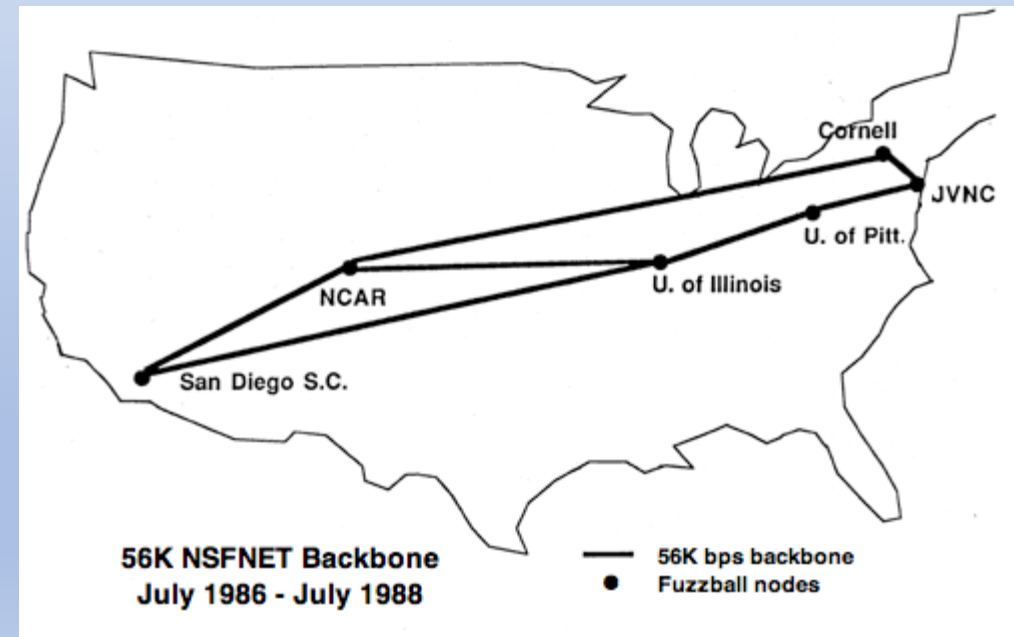 Cornell
JVNC
U. of Pitt.
NCAR
U. of Illinois
San Diego S.C.
56K NSFNET Backbone
July 1986 - July 1988
56K bps backbone
Fuzzball nodes